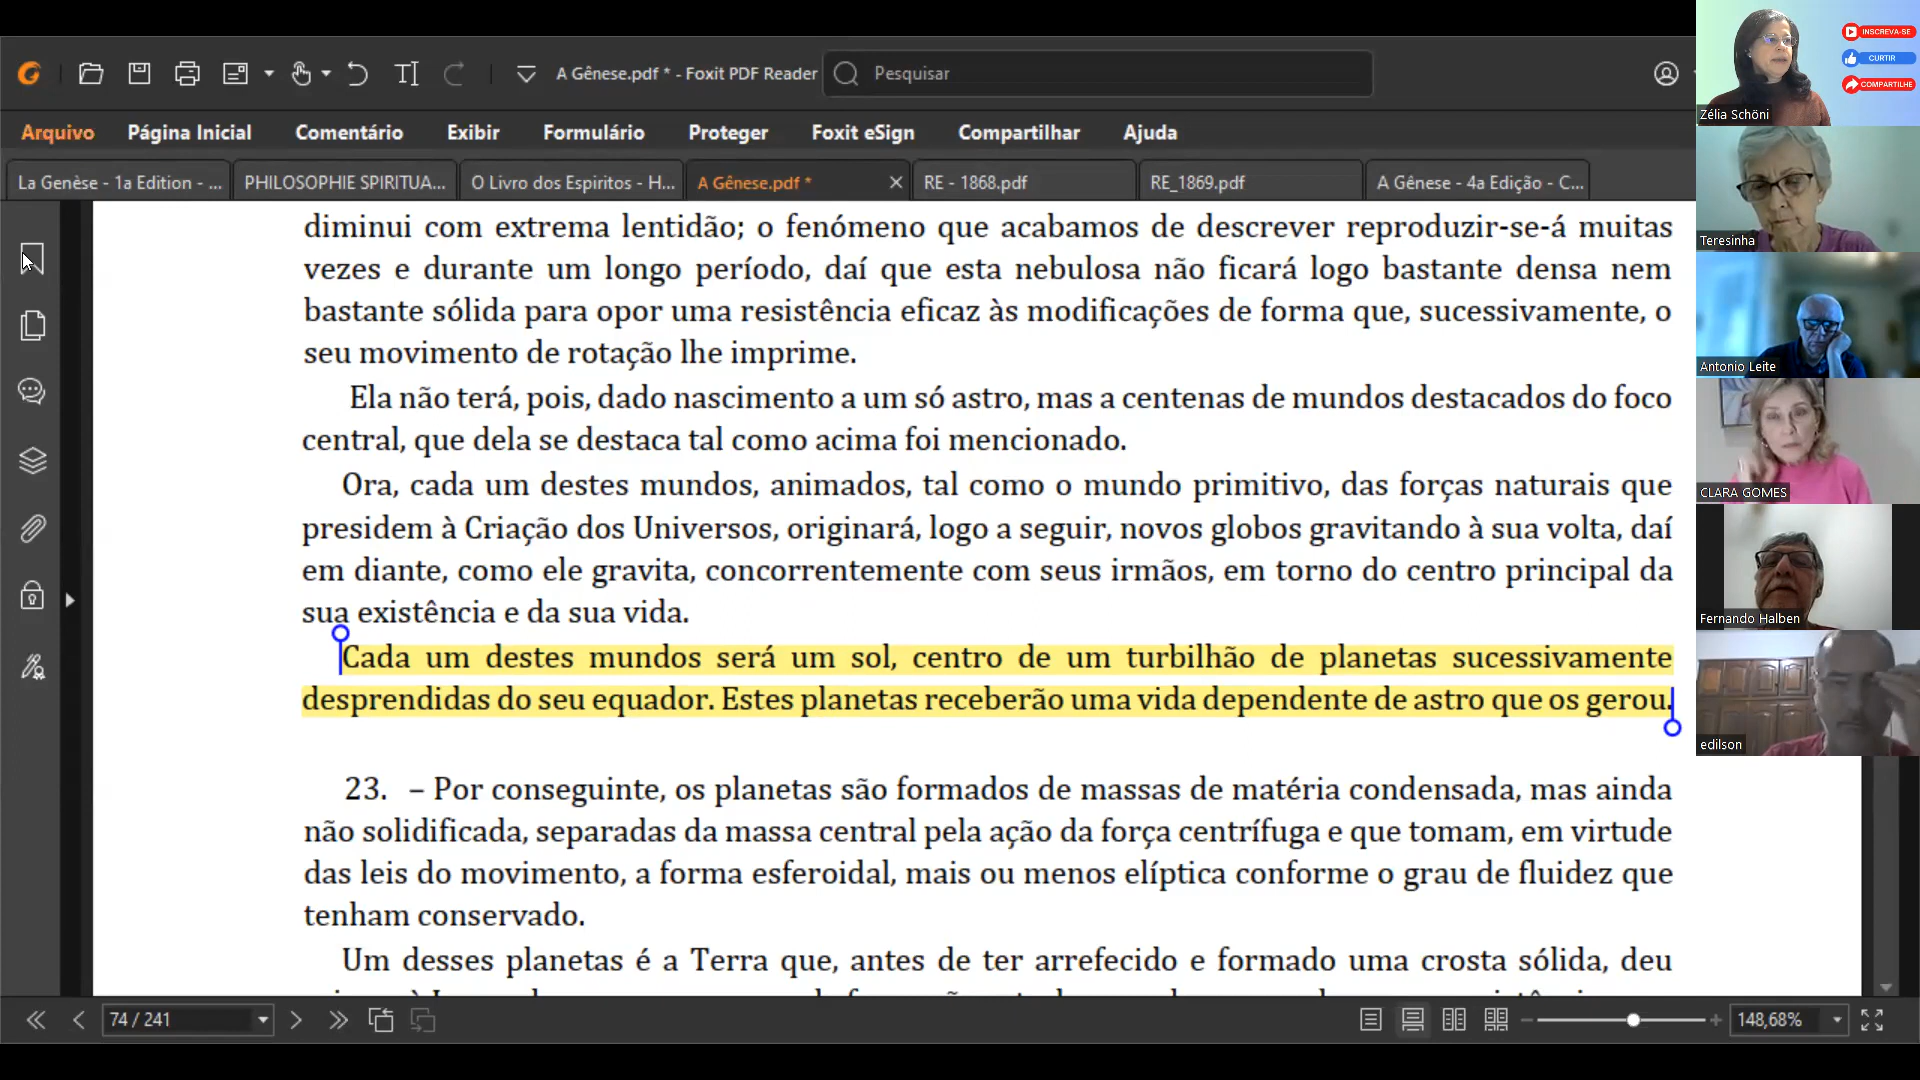 A Gênese.pdf * - Foxit PDF Reader
Pesquisar
Arquivo Página Inicial Comentário Exibir Formulário Proteger Foxit eSign Compartilhar Ajuda
La Genèse - 1a Edition - ... PHILOSOPHIE SPIRITUA... O Livro dos Espiritos - H... A Gênese.pdf * RE - 1868.pdf RE_1869.pdf A Gênese - 4a Edição - C...
diminui com extrema lentidão; o fenómeno que acabamos de descrever reproduzir-se-á muitas
vezes e durante um longo período, daí que esta nebulosa não ficará logo bastante densa nem
bastante sólida para opor uma resistência eficaz às modificações de forma que, sucessivamente, o
seu movimento de rotação lhe imprime.
Ela não terá, pois, dado nascimento a um só astro, mas a centenas de mundos destacados do foco
central, que dela se destaca tal como acima foi mencionado.
Ora, cada um destes mundos, animados, tal como o mundo primitivo, das forças naturais que
presidem à Criação dos Universos, originará, logo a seguir, novos globos gravitando à sua volta, daí
em diante, como ele gravita, concorrentemente com seus irmãos, em torno do centro principal da
sua existência e da sua vida.
Cada um destes mundos será um sol, centro de um turbilhão de planetas sucessivamente
desprendidas do seu equador. Estes planetas receberão uma vida dependente de astro que os gerou.
23. – Por conseguinte, os planetas são formados de massas de matéria condensada, mas ainda
não solidificada, separadas da massa central pela ação da força centrífuga e que tomam, em virtude
das leis do movimento, a forma esferoidal, mais ou menos elíptica conforme o grau de fluidez que
tenham conservado.
Um desses planetas é a Terra que, antes de ter arrefecido e formado uma crosta sólida, deu
74 / 241
148,68%
INSCREVA-SE
CURTIR
COMPARTILHE
Zélia Schöni
Teresinha
Antonio Leite
CLARA GOMES
Fernando Halben
edilson